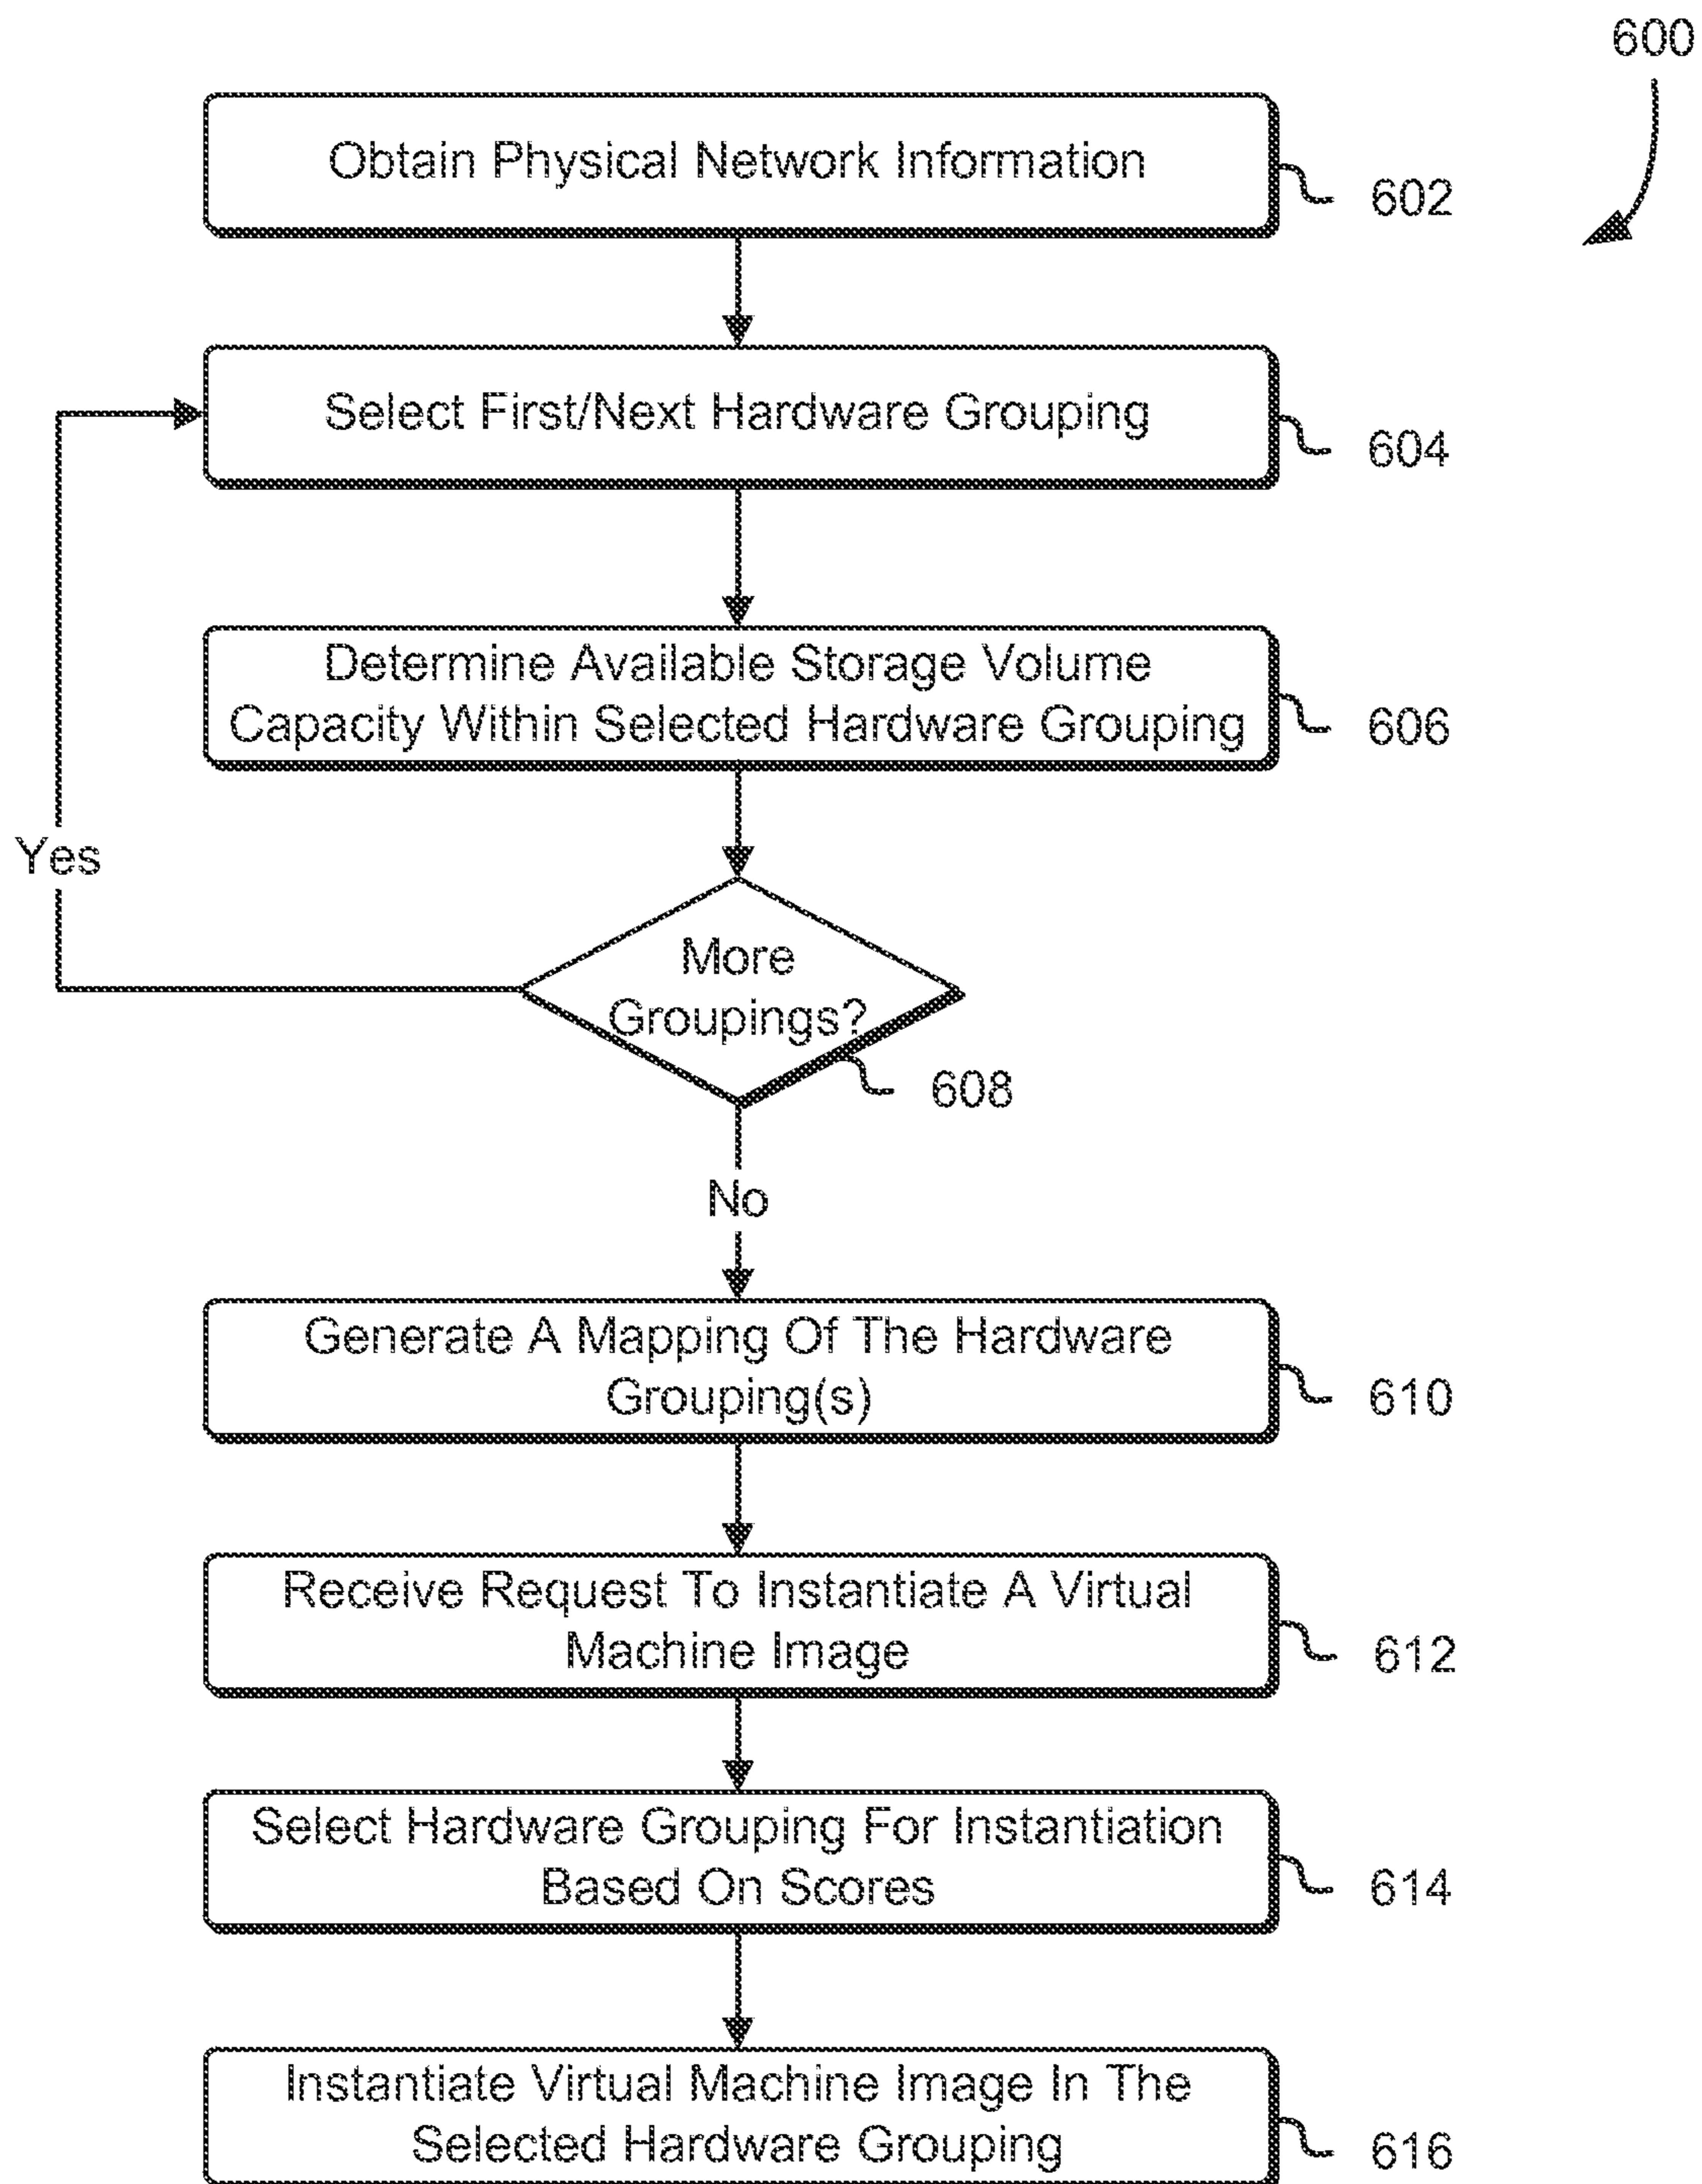 600
Obtain Physical Network Information
602
Select First/Next Hardware Grouping
604
Determine Available Storage Volume
Capacity Within Selected Hardware Grouping
606
Yes
More
Groupings?
608
No
Generate A Mapping Of The Hardware
Grouping(s)
610
Receive Request To Instantiate A Virtual
Machine Image
612
Select Hardware Grouping For Instantiation
Based On Scores
614
Instantiate Virtual Machine Image In The
Selected Hardware Grouping
616